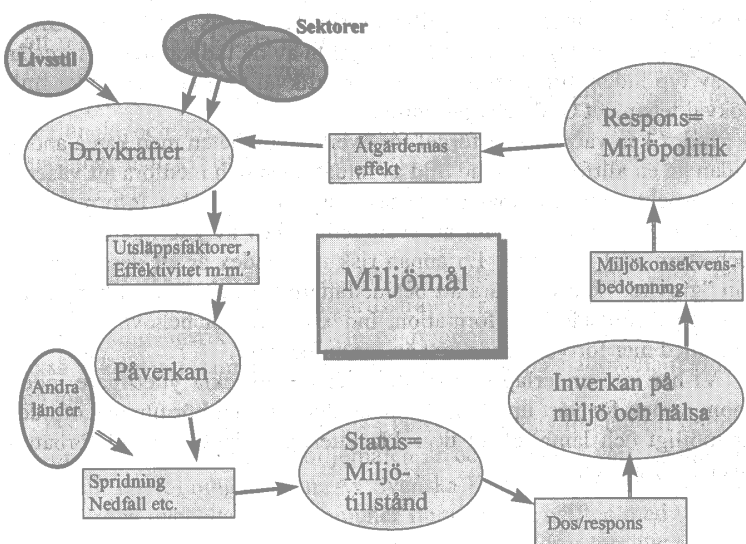 Sektorer
Livsstil
Drivkrafter
Åtgärdernas
effekt
Respons=
Miljöpolitik
Utsläppsfaktorer ,
Effektivitet m.m.
Miljömål
Miljökonsekvens-
bedömning
Påverkan
Andra
länder
Inverkan på
miljö och hälsa
Status=
Miljö-
tillstånd
Spridning
Nedfall etc.
Dos/respons